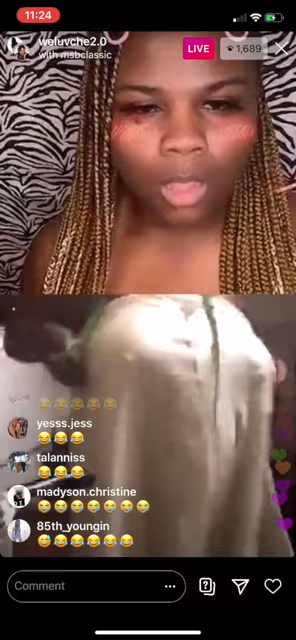 11:24
weluvche2.0
with msbclassic
LIVE
1,689
😂😂😂😂😂
yesss.jess
😂😂😂
talanniss
😂😂😂
madyson.christine
😭😭😭😭😭😭😭
85th_youngin
😅😂😂😂😂😂
Comment